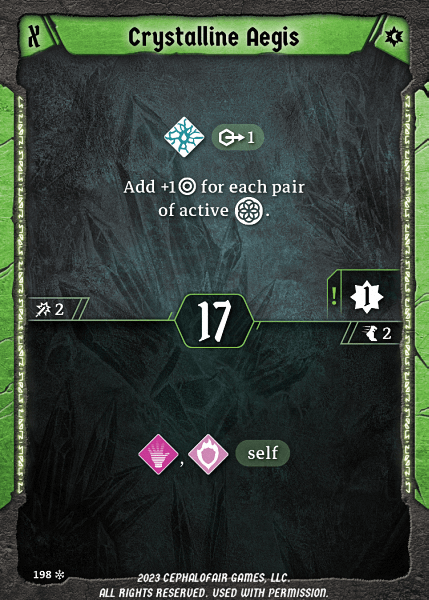 Crystalline Aegis
1
Add +1 for each pair
of active .
! 1
2
17
2
, self
198
2023 CEPHALOFAIR GAMES, LLC.
ALL RIGHTS RESERVED. USED WITH PERMISSION.